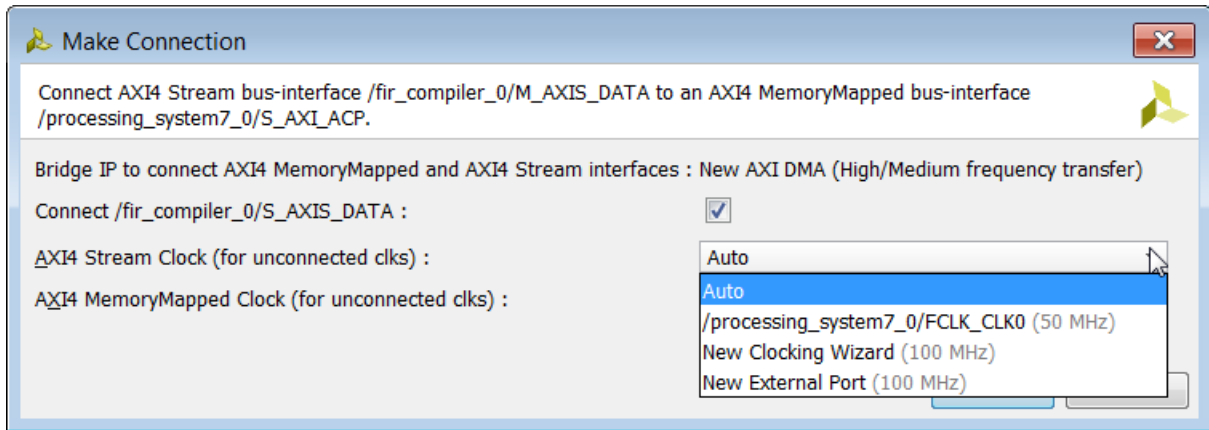 Make Connection
Connect AXI4 Stream bus-interface /fir_compiler_0/M_AXIS_DATA to an AXI4 MemoryMapped bus-interface
/processing_system7_0/S_AXI_ACP.
Bridge IP to connect AXI4 MemoryMapped and AXI4 Stream interfaces : New AXI DMA (High/Medium frequency transfer)
Connect /fir_compiler_0/S_AXIS_DATA :
AXI4 Stream Clock (for unconnected clks) : Auto
Auto
AXI4 MemoryMapped Clock (for unconnected clks) :
/processing_system7_0/FCLK_CLK0 (50 MHz)
New Clocking Wizard (100 MHz)
New External Port (100 MHz)